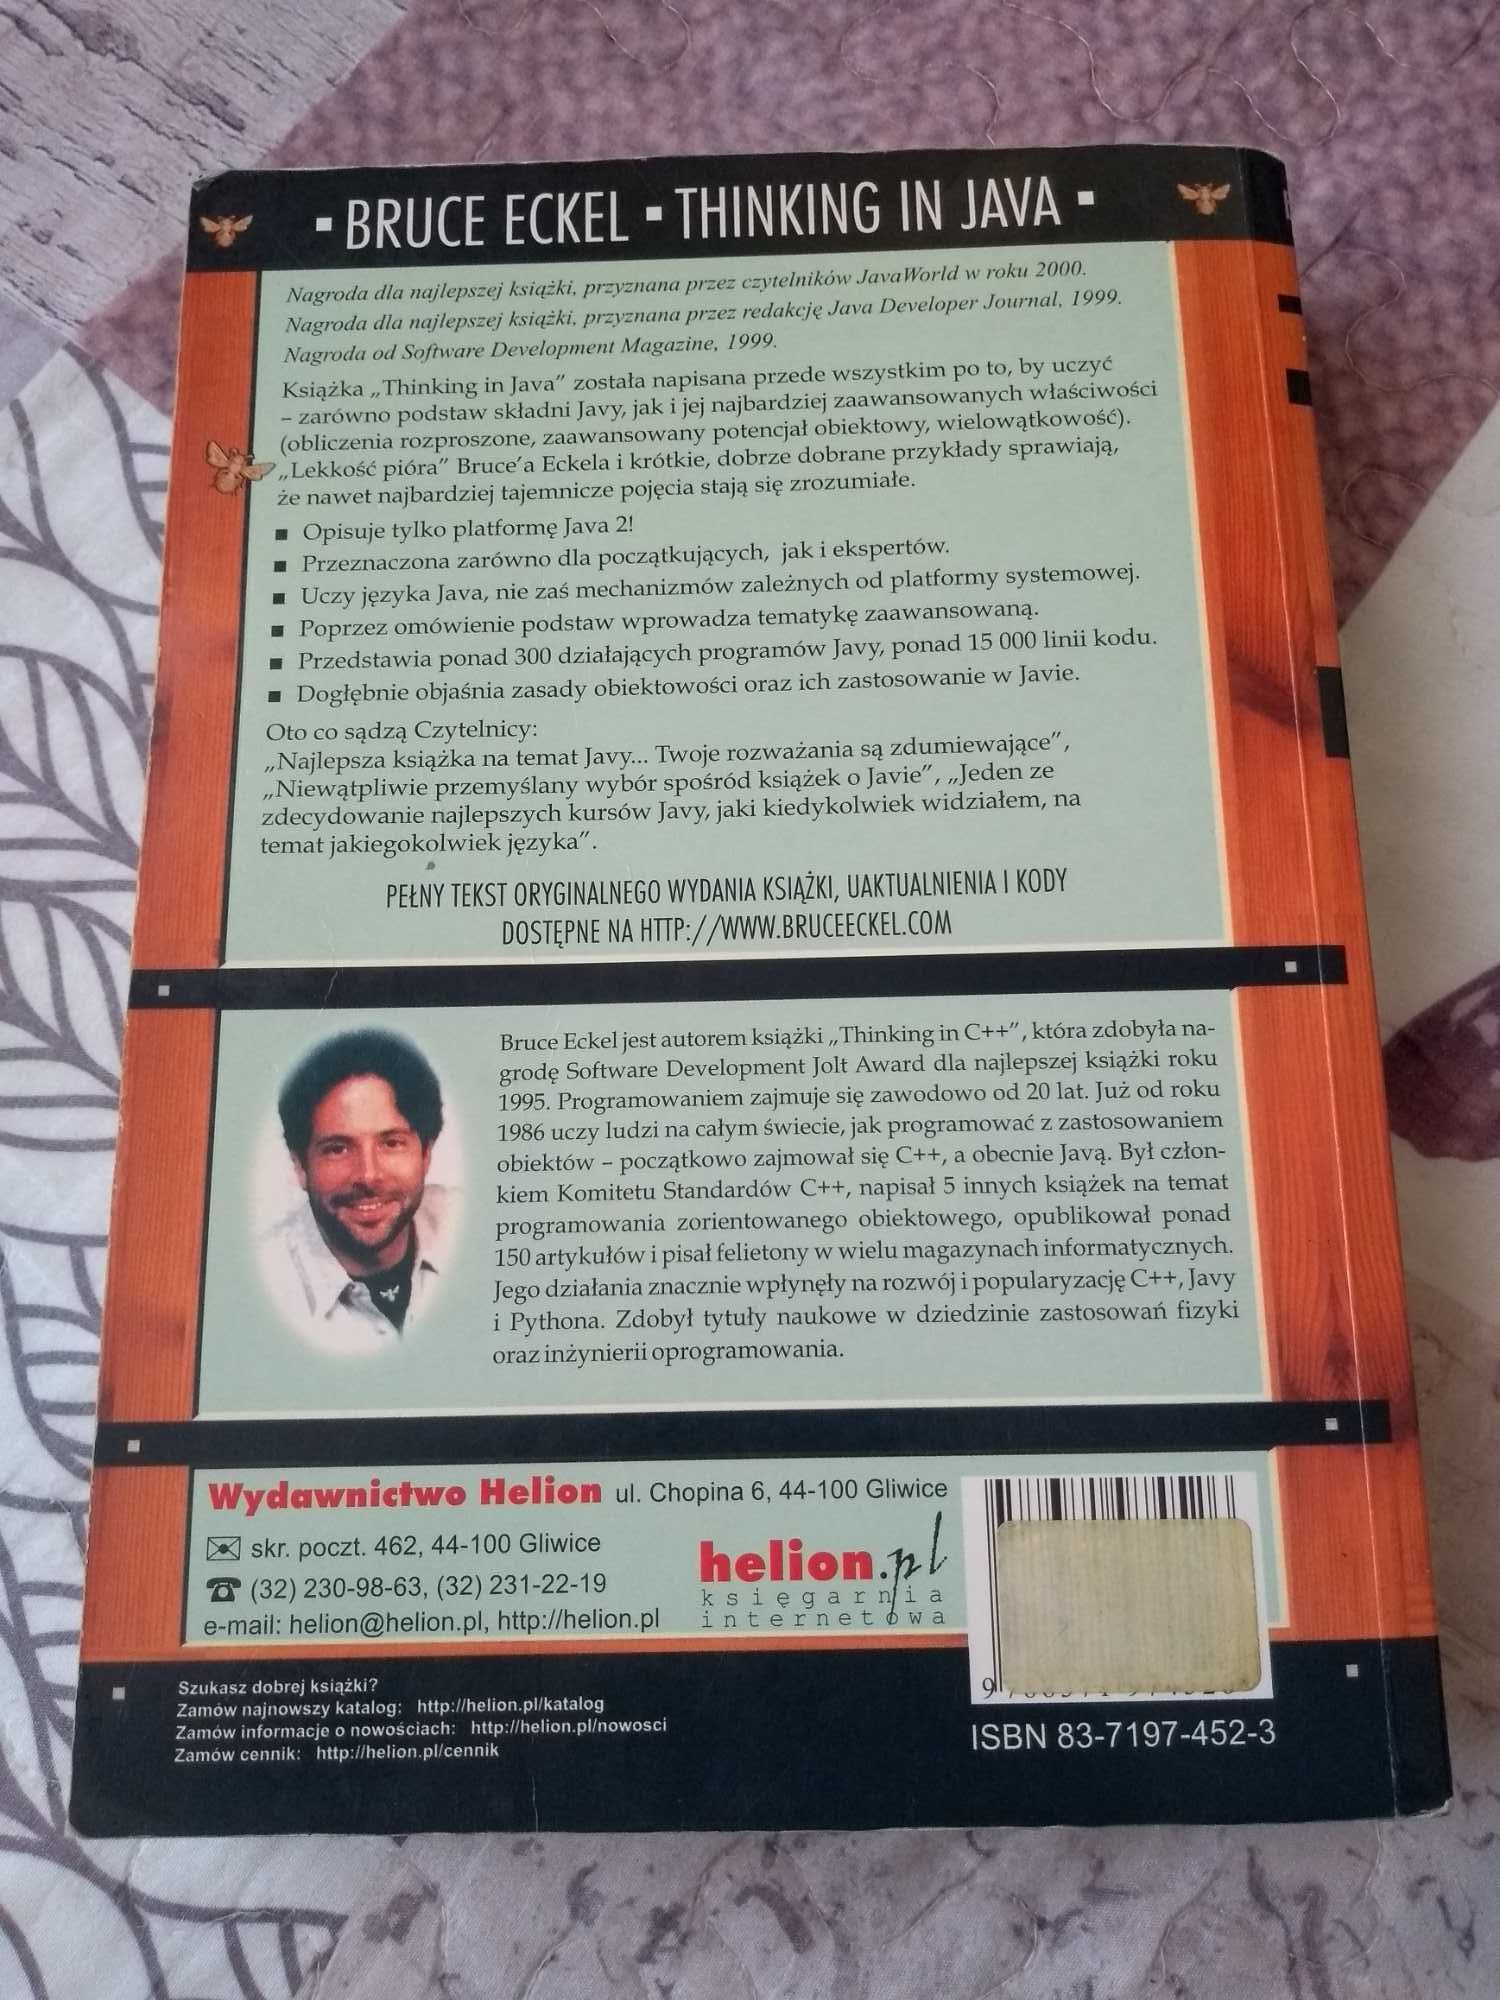 ▪ BRUCE ECKEL ▪ THINKING IN JAVA ▪
Nagroda dla najlepszej książki, przyznana przez czytelników JavaWorld w roku 2000.
Nagroda dla najlepszej książki, przyznana przez redakcję Java Developer Journal, 1999.
Nagroda od Software Development Magazine, 1999.
Książka „Thinking in Java” została napisana przede wszystkim po to, by uczyć
– zarówno podstaw składni Javy, jak i jej najbardziej zaawansowanych właściwości
(obliczenia rozproszone, zaawansowany potencjał obiektowy, wielowątkowość).
„Lekkość pióra” Bruce’a Eckela i krótkie, dobrze dobrane przykłady sprawiają,
że nawet najbardziej tajemnicze pojęcia stają się zrozumiałe.
▪ Opisuje tylko platformę Java 2!
▪ Przeznaczona zarówno dla początkujących, jak i ekspertów.
▪ Uczy języka Java, nie zaś mechanizmów zależnych od platformy systemowej.
▪ Poprzez omówienie podstaw wprowadza tematykę zaawansowaną.
▪ Przedstawia ponad 300 działających programów Javy, ponad 15 000 linii kodu.
▪ Dogłębnie objaśnia zasady obiektowości oraz ich zastosowanie w Javie.
Oto co sądzą Czytelnicy:
„Najlepsza książka na temat Javy... Twoje rozważania są zdumiewające”,
„Niewątpliwie przemyślany wybór spośród książek o Javie”, „Jeden ze
zdecydowanie najlepszych kursów Javy, jaki kiedykolwiek widziałem, na
temat jakiegokolwiek języka”.
PEŁNY TEKST ORYGINALNEGO WYDANIA KSIĄŻKI, UAKTUALNIENIA I KODY
DOSTĘPNE NA HTTP://WWW.BRUCEECKEL.COM
Bruce Eckel jest autorem książki „Thinking in C++”, która zdobyła na-
grodę Software Development Jolt Award dla najlepszej książki roku
1995. Programowaniem zajmuje się zawodowo od 20 lat. Już od roku
1986 uczy ludzi na całym świecie, jak programować z zastosowaniem
obiektów – początkowo zajmował się C++, a obecnie Javą. Był człon-
kiem Komitetu Standardów C++, napisał 5 innych książek na temat
programowania zorientowanego obiektowego, opublikował ponad
150 artykułów i pisał felietony w wielu magazynach informatycznych.
Jego działania znacznie wpłynęły na rozwój i popularyzację C++, Javy
i Pythona. Zdobył tytuły naukowe w dziedzinie zastosowań fizyki
oraz inżynierii oprogramowania.
Wydawnictwo Helion ul. Chopina 6, 44-100 Gliwice
skr. poczt. 462, 44-100 Gliwice
(32) 230-98-63, (32) 231-22-19
e-mail: helion@helion.pl, http://helion.pl
helion.pl
księgarnia
internetowa
Szukasz dobrej książki?
Zamów najnowszy katalog: http://helion.pl/katalog
Zamów informacje o nowościach: http://helion.pl/nowosci
Zamów cennik: http://helion.pl/cennik
ISBN 83-7197-452-3